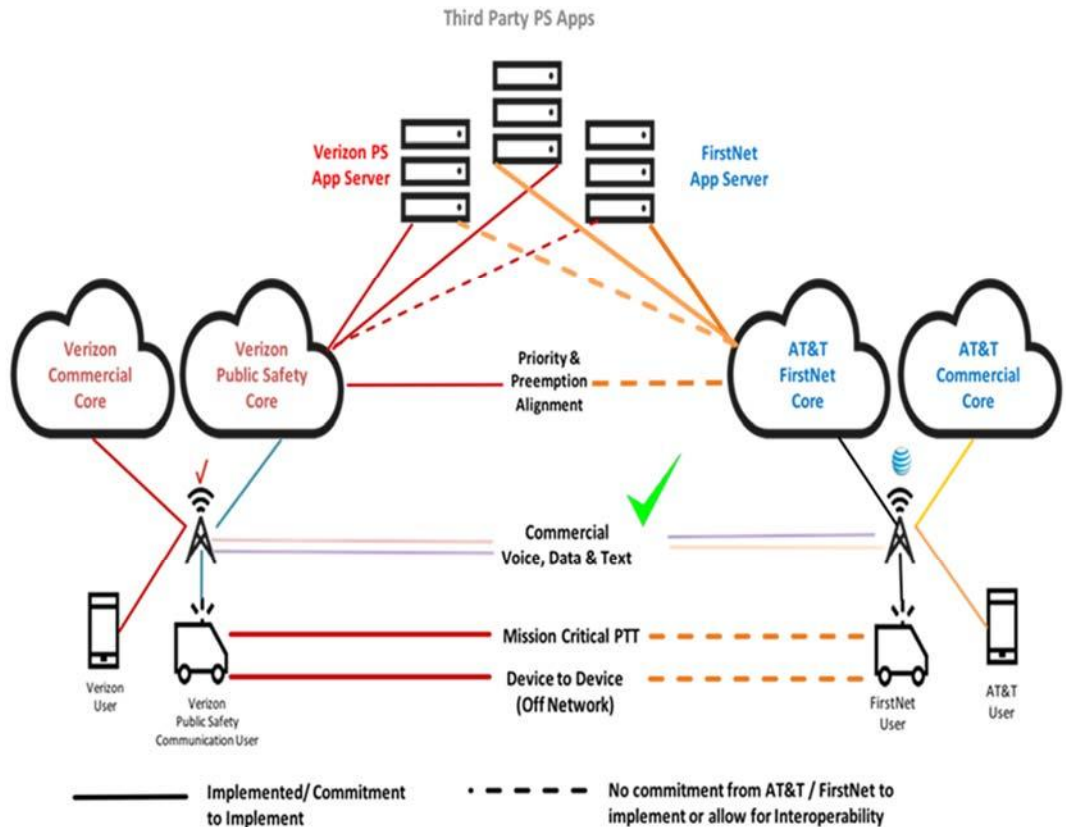 Third Party PS Apps
Verizon PS
App Server
FirstNet
App Server
Verizon
Commercial
Core
Verizon
Public Safety
Core
Priority &
Preemption
Alignment
AT&T
FirstNet
Core
AT&T
Commercial
Core
Commercial
Voice, Data & Text
Mission Critical PTT
Device to Device
(Off Network)
Verizon
User
Verizon
Public Safety
Communication User
FirstNet
User
AT&T
User
Implemented/ Commitment
to Implement
No commitment from AT&T / FirstNet to
implement or allow for Interoperability